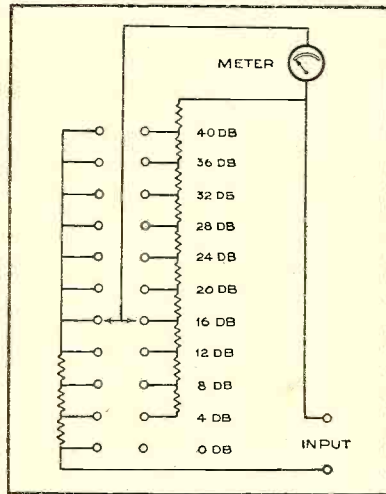 METER
40 DB
36 DB
32 DB
28 DB
24 DB
20 DB
16 DB
12 DB
8 DB
4 DB
0 DB
INPUT